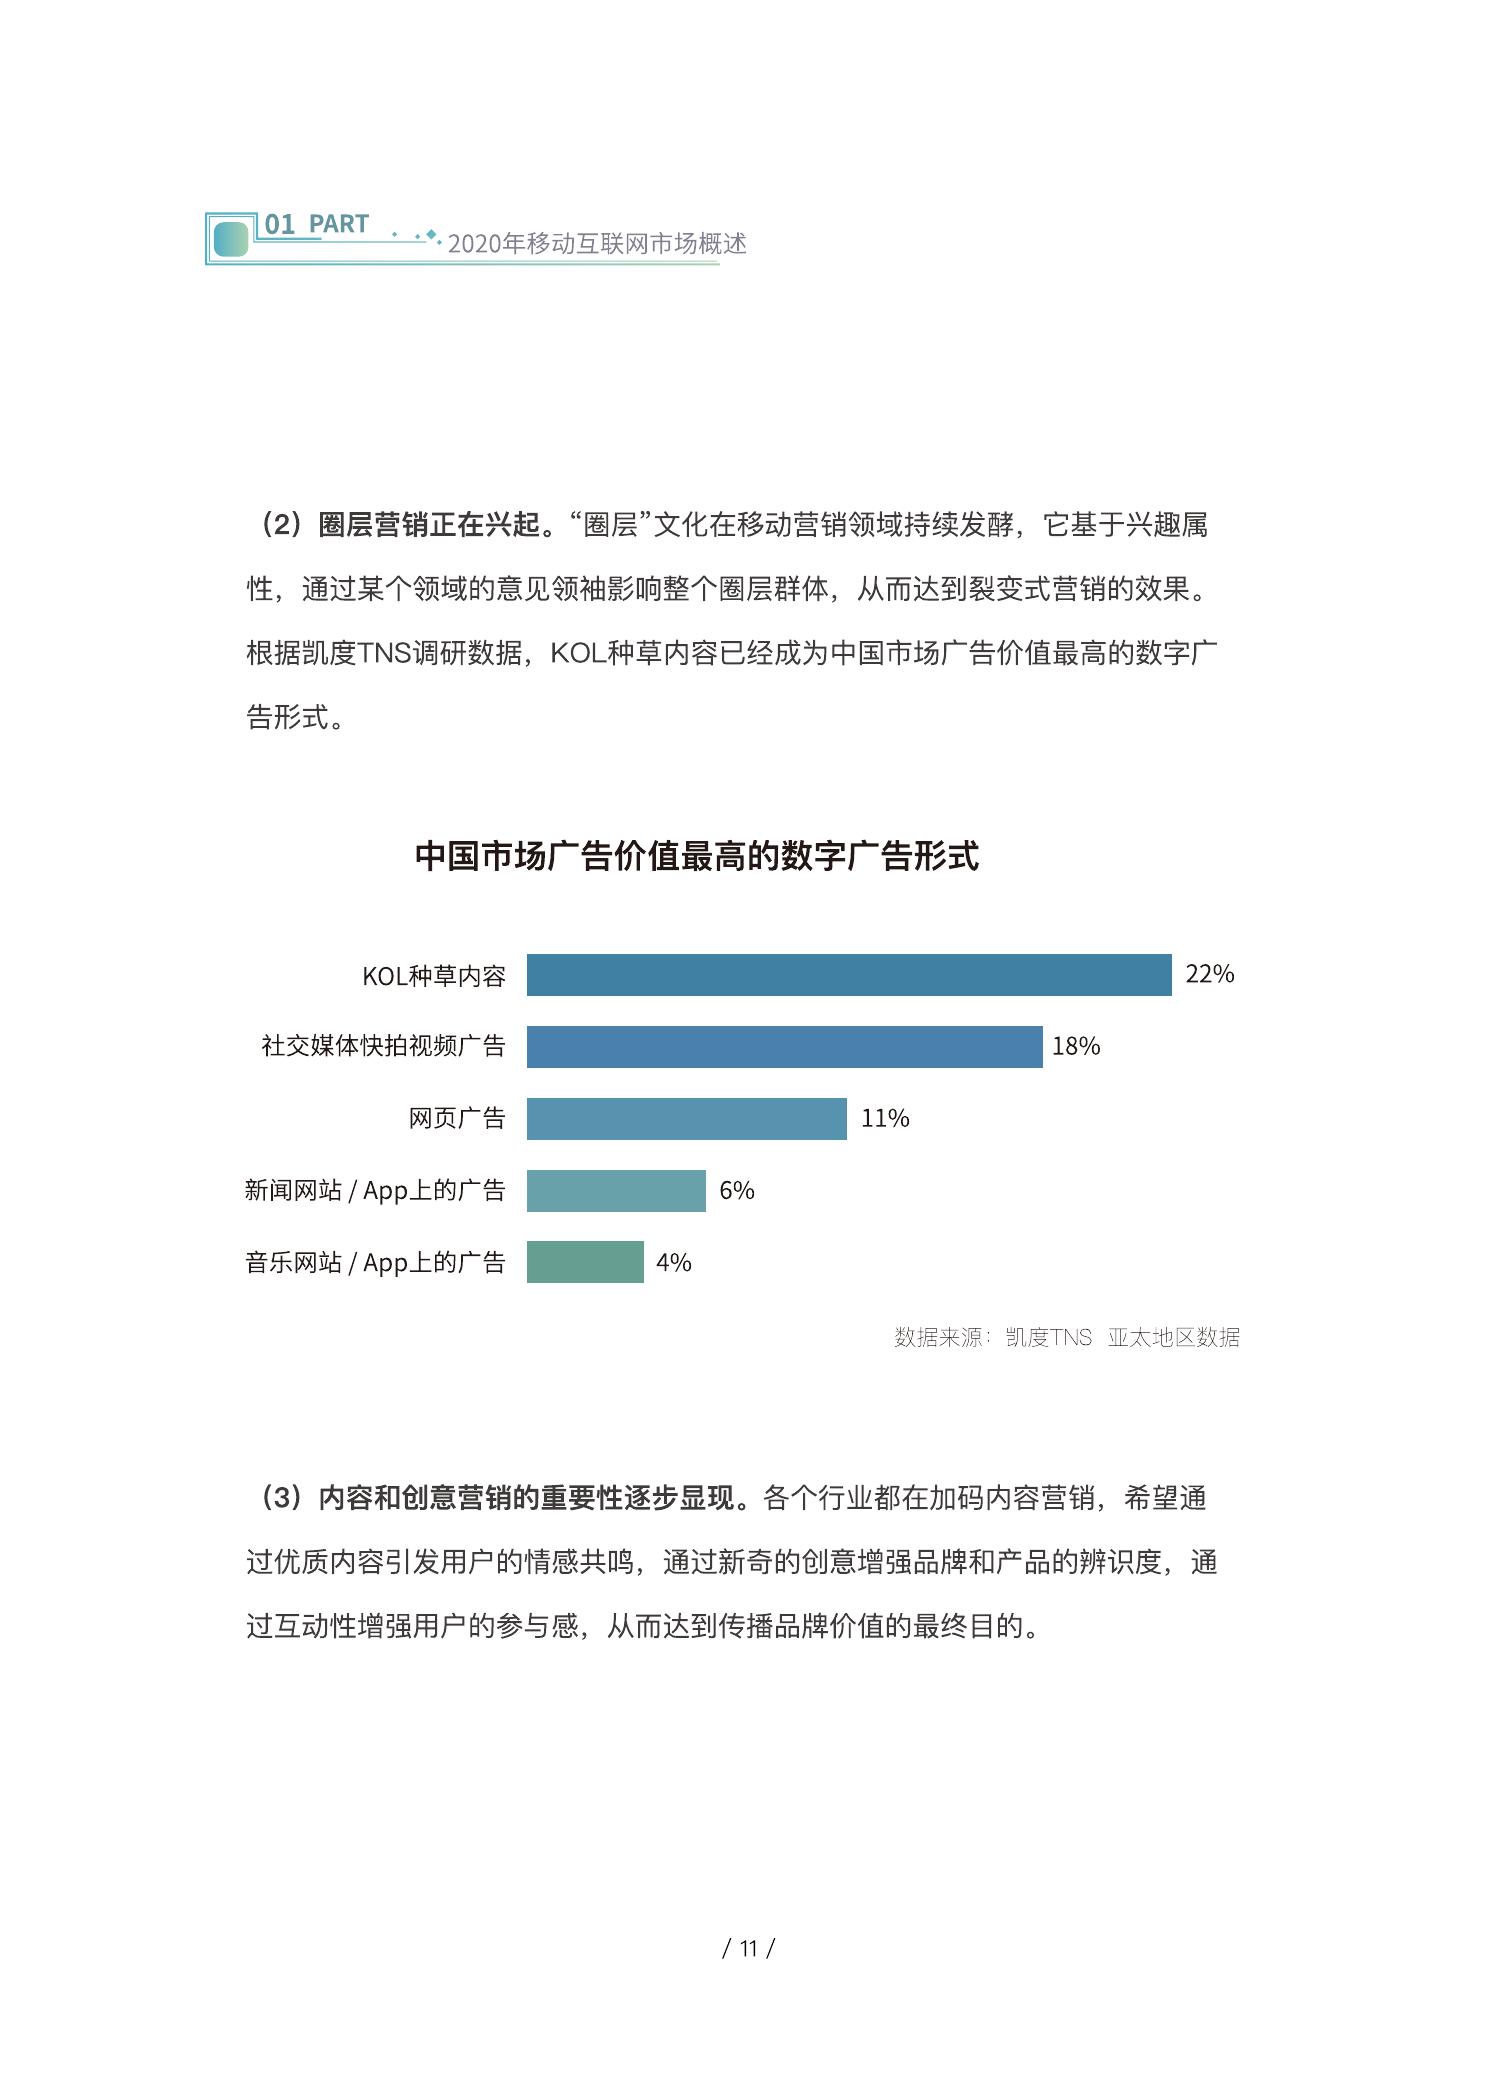 01 PART
2020年移动互联网市场概述
（2）圈层营销正在兴起。“圈层”文化在移动营销领域持续发酵，它基于兴趣属
性，通过某个领域的意见领袖影响整个圈层群体，从而达到裂变式营销的效果。
根据凯度TNS调研数据，KOL种草内容已经成为中国市场广告价值最高的数字广
告形式。
中国市场广告价值最高的数字广告形式
KOL种草内容 22%
社交媒体快拍视频广告 18%
网页广告 11%
新闻网站 / App上的广告 6%
音乐网站 / App上的广告 4%
数据来源：凯度TNS 亚太地区数据
（3）内容和创意营销的重要性逐步显现。各个行业都在加码内容营销，希望通
过优质内容引发用户的情感共鸣，通过新奇的创意增强品牌和产品的辨识度，通
过互动性增强用户的参与感，从而达到传播品牌价值的最终目的。
/ 11 /